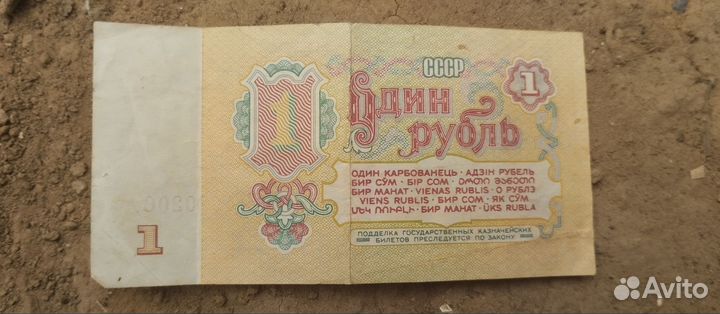 СССР
1
1
Один
рубль
ОДИН КАРБОВАНЕЦЬ · АДЗІН РУБЕЛЬ
БИР СЎМ · БІР СОМ · ᲔᲠᲗᲘ ᲛᲐᲜᲔᲗᲘ
БИР МАНАТ · VIENAS RUBLIS · О РУБЛЭ
VIENS RUBLIS · БИР СОМ · ЯК СЎМ
ՄԵԿ ՌՈՒԲԼԻ · БИР МАНАТ · ÜKS RUBLA
1
ПОДДЕЛКА ГОСУДАРСТВЕННЫХ КАЗНАЧЕЙСКИХ
БИЛЕТОВ ПРЕСЛЕДУЕТСЯ ПО ЗАКОНУ
Avito